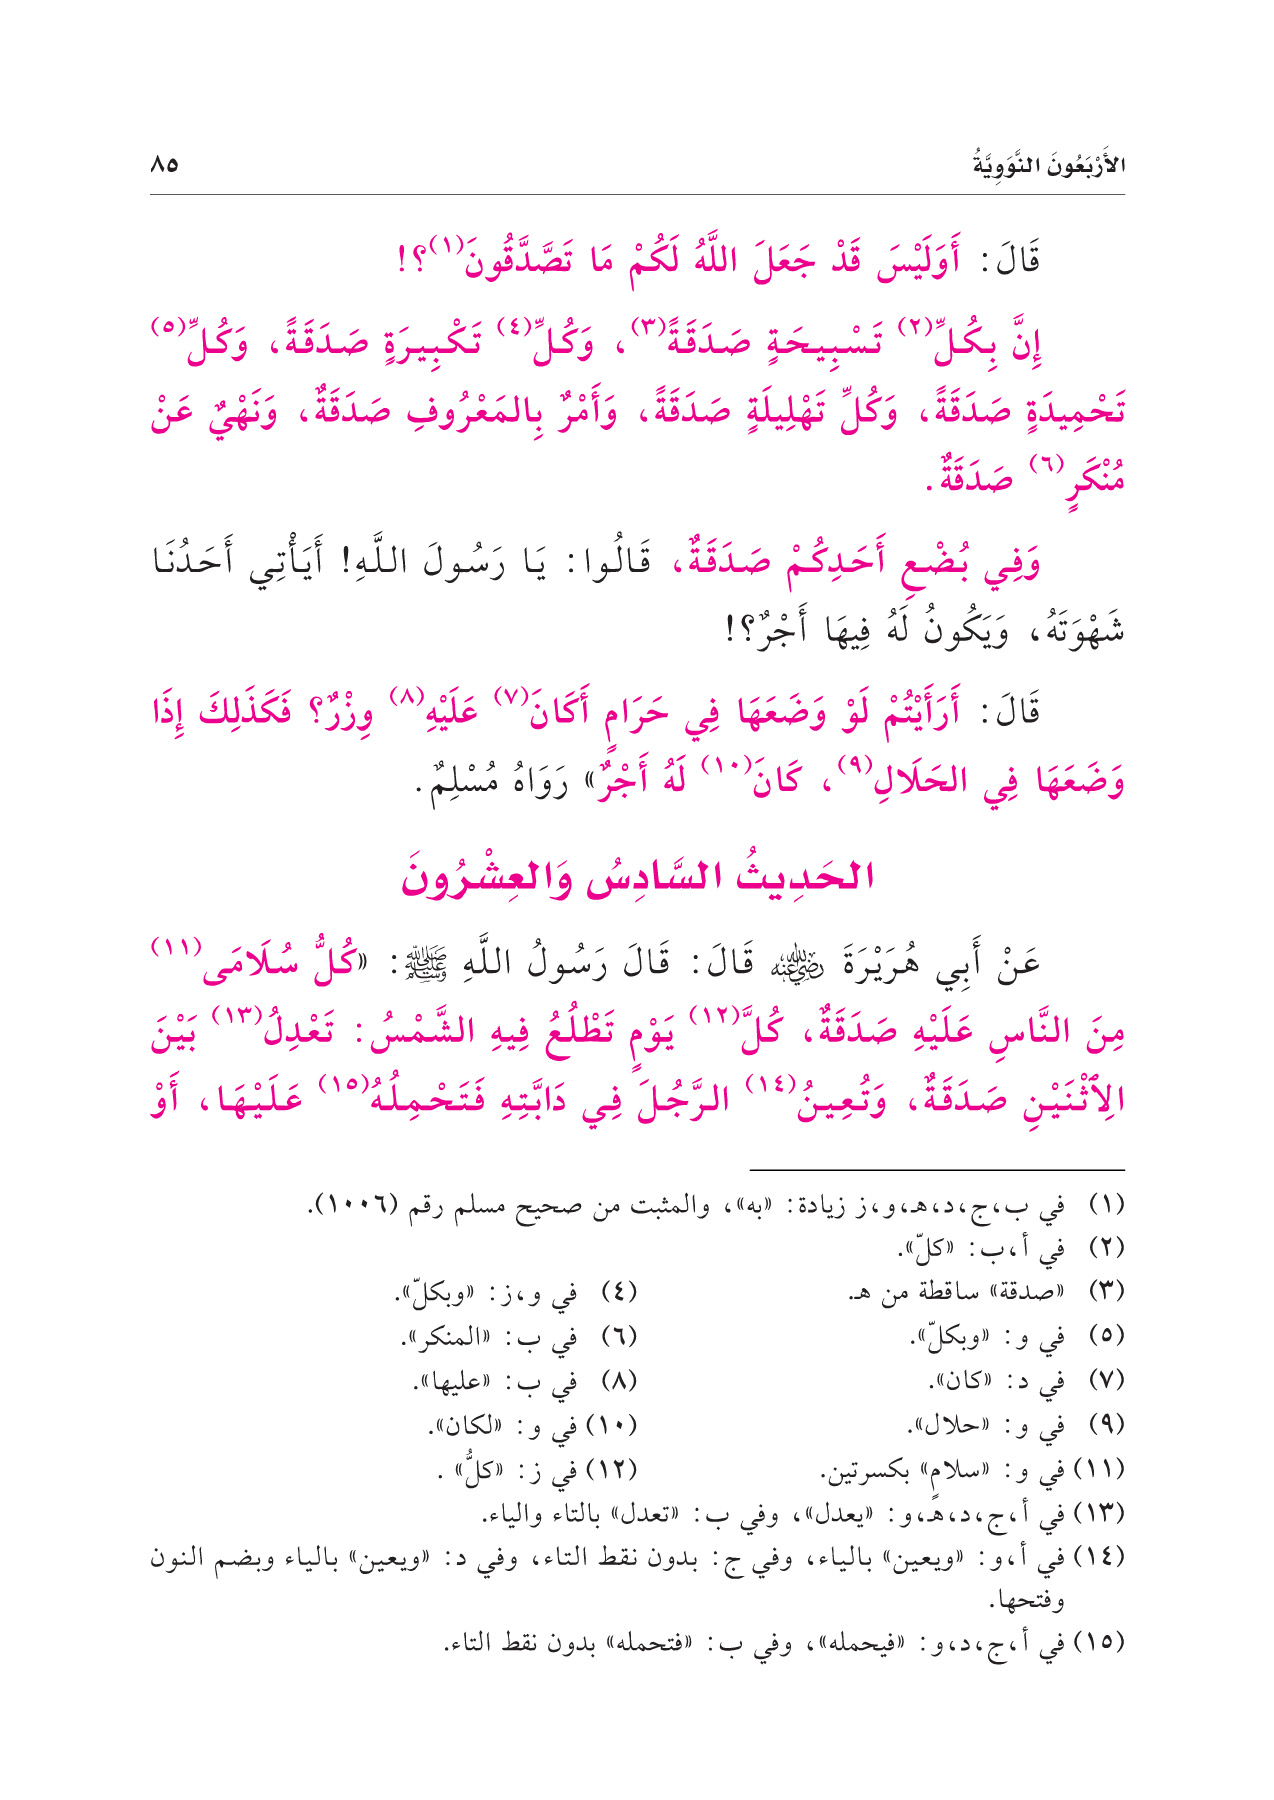 الأَرْبَعُونَ النَّوَوِيَّةُ ٨٥
قَالَ: أَوَلَيْسَ قَدْ جَعَلَ اللَّهُ لَكُمْ مَا تَصَّدَّقُونَ(١)؟!
إِنَّ بِكُلِّ(٢) تَسْبِيحَةٍ صَدَقَةً(٣)، وَكُلِّ(٤) تَكْبِيرَةٍ صَدَقَةً، وَكُلِّ(٥)
تَحْمِيدَةٍ صَدَقَةً، وَكُلِّ تَهْلِيلَةٍ صَدَقَةً، وَأَمْرٌ بِالمَعْرُوفِ صَدَقَةٌ، وَنَهْيٌ عَنْ
مُنْكَرٍ(٦) صَدَقَةٌ.
وَفِي بُضْعِ أَحَدِكُمْ صَدَقَةٌ، قَالُوا: يَا رَسُولَ اللَّهِ! أَيَأْتِي أَحَدُنَا
شَهْوَتَهُ، وَيَكُونُ لَهُ فِيهَا أَجْرٌ؟!
قَالَ: أَرَأَيْتُمْ لَوْ وَضَعَهَا فِي حَرَامٍ أَكَانَ(٧) عَلَيْهِ(٨) وِزْرٌ؟ فَكَذَلِكَ إِذَا
وَضَعَهَا فِي الحَلَالِ(٩)، كَانَ(١٠) لَهُ أَجْرٌ» رَوَاهُ مُسْلِمٌ.
الحَدِيثُ السَّادِسُ وَالعِشْرُونَ
عَنْ أَبِي هُرَيْرَةَ رضي الله عنه قَالَ: قَالَ رَسُولُ اللَّهِ ﷺ: «كُلُّ سُلَامَى(١١)
مِنَ النَّاسِ عَلَيْهِ صَدَقَةٌ، كُلَّ(١٢) يَوْمٍ تَطْلُعُ فِيهِ الشَّمْسُ: تَعْدِلُ(١٣) بَيْنَ
الِٱثْنَيْنِ صَدَقَةٌ، وَتُعِينُ(١٤) الرَّجُلَ فِي دَابَّتِهِ فَتَحْمِلُهُ(١٥) عَلَيْهَا، أَوْ
(١) في ب،ج،د،هـ،و،ز زيادة: «به»، والمثبت من صحيح مسلم رقم (١٠٠٦).
(٢) في أ،ب: «كلّ».
(٣) «صدقة» ساقطة من هـ. (٤) في و،ز: «وبكلّ».
(٥) في و: «وبكلّ». (٦) في ب: «المنكر».
(٧) في د: «كان». (٨) في ب: «عليها».
(٩) في و: «حلال». (١٠) في و: «لكان».
(١١) في و: «سلامٍ» بكسرتين. (١٢) في ز: «كلُّ» .
(١٣) في أ،ج،د،هـ،و: «يعدل»، وفي ب: «تعدل» بالتاء والياء.
(١٤) في أ،و: «ويعين» بالياء، وفي ج: بدون نقط التاء، وفي د: «ويعين» بالياء وبضم النون
وفتحها.
(١٥) في أ،ج،د،و: «فيحمله»، وفي ب: «فتحمله» بدون نقط التاء.